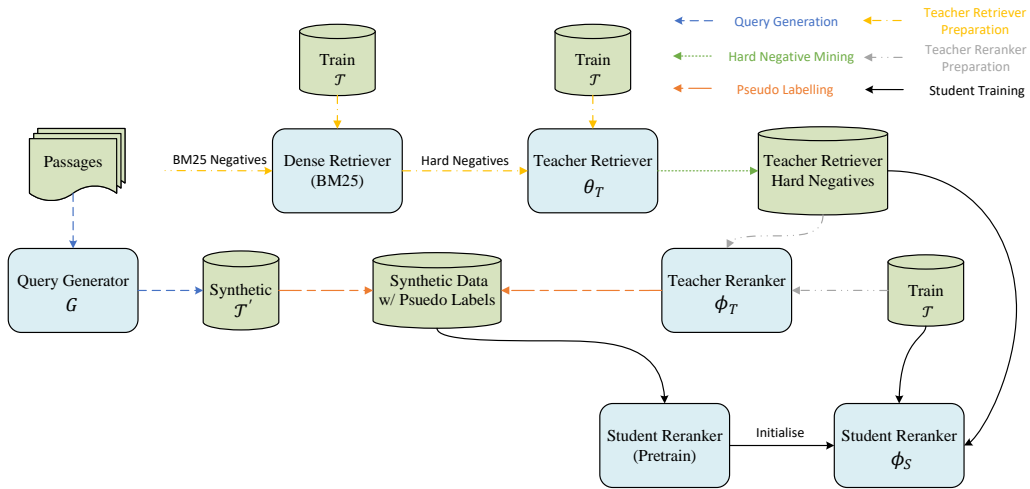 Query Generation
Teacher Retriever
Preparation
Hard Negative Mining
Teacher Reranker
Preparation
Pseudo Labelling
Student Training
Train
𝒯
Train
𝒯
Passages
BM25 Negatives
Dense Retriever
(BM25)
Hard Negatives
Teacher Retriever
θ_T
Teacher Retriever
Hard Negatives
Query Generator
G
Synthetic
𝒯′
Synthetic Data
w/ Psuedo Labels
Teacher Reranker
ϕ_T
Train
𝒯
Student Reranker
(Pretrain)
Initialise
Student Reranker
ϕ_S